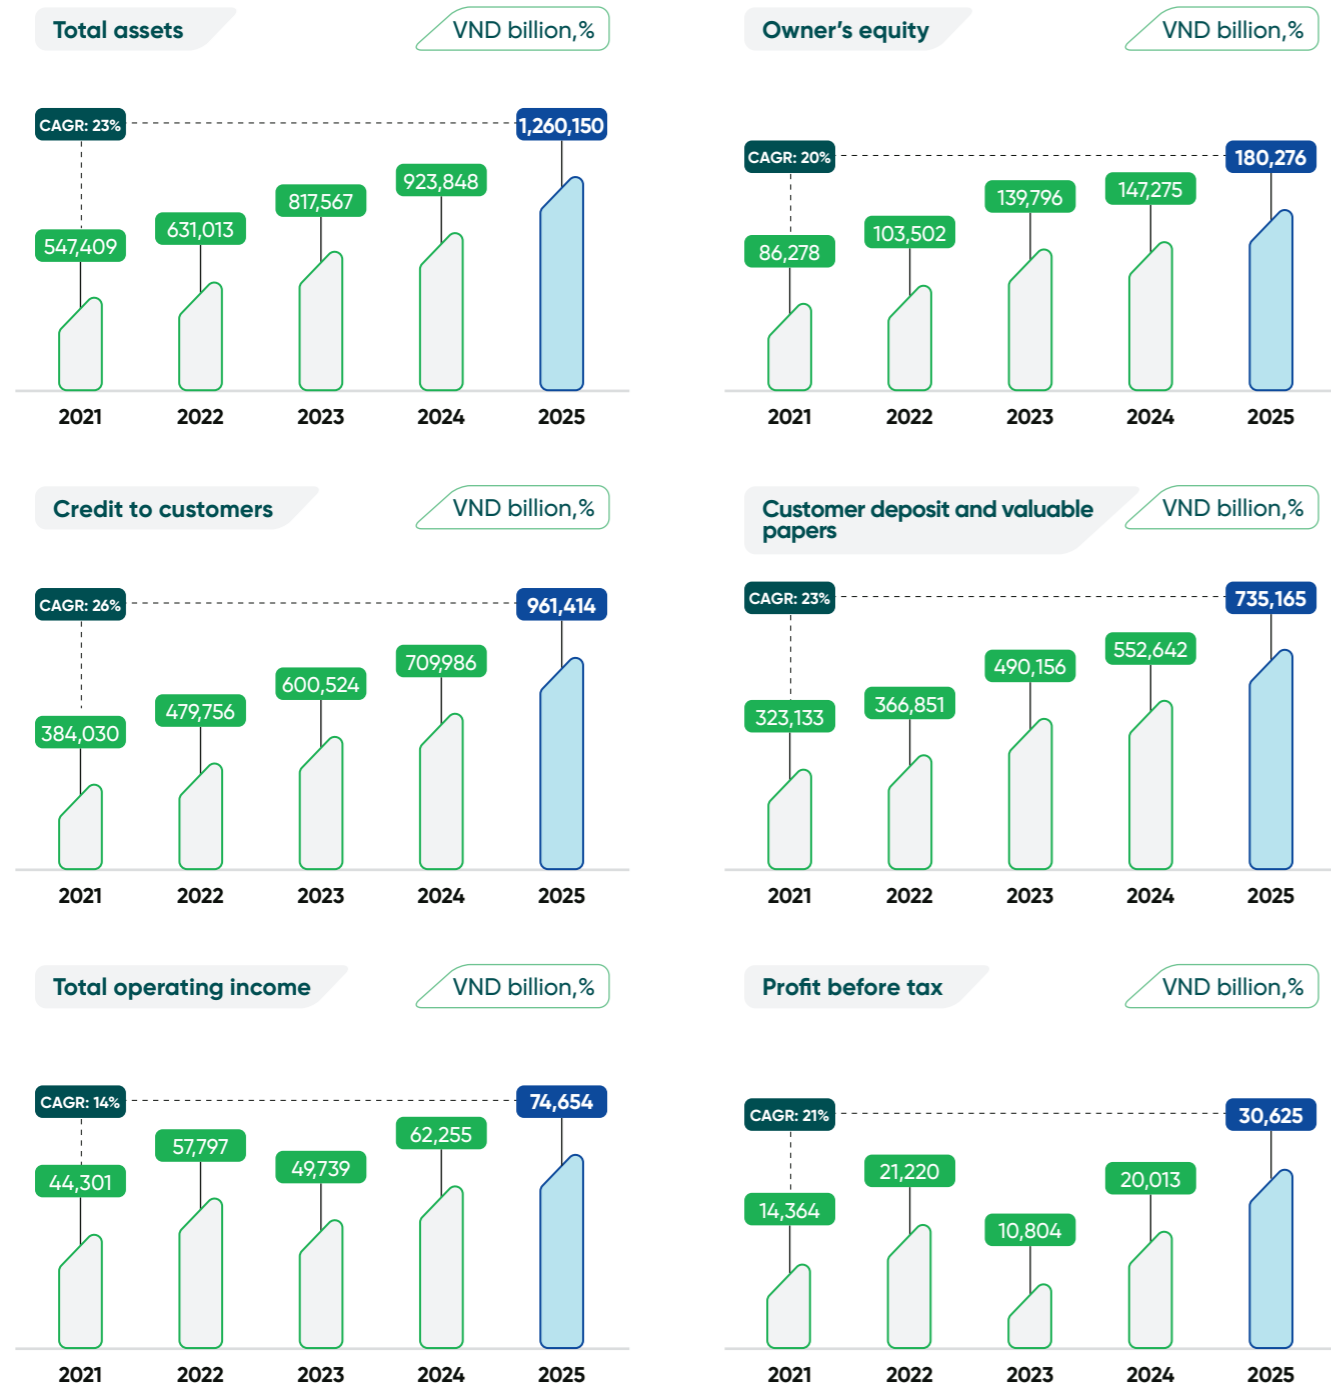 Total assets
VND billion,%
CAGR: 23%
1,260,150
923,848
817,567
631,013
547,409
2021 2022 2023 2024 2025
Owner’s equity
VND billion,%
CAGR: 20%
180,276
147,275
139,796
103,502
86,278
2021 2022 2023 2024 2025
Credit to customers
VND billion,%
CAGR: 26%
961,414
709,986
600,524
479,756
384,030
2021 2022 2023 2024 2025
Customer deposit and valuable
papers
VND billion,%
CAGR: 23%
735,165
552,642
490,156
366,851
323,133
2021 2022 2023 2024 2025
Total operating income
VND billion,%
CAGR: 14%
74,654
62,255
57,797
49,739
44,301
2021 2022 2023 2024 2025
Profit before tax
VND billion,%
CAGR: 21%
30,625
21,220
20,013
14,364
10,804
2021 2022 2023 2024 2025